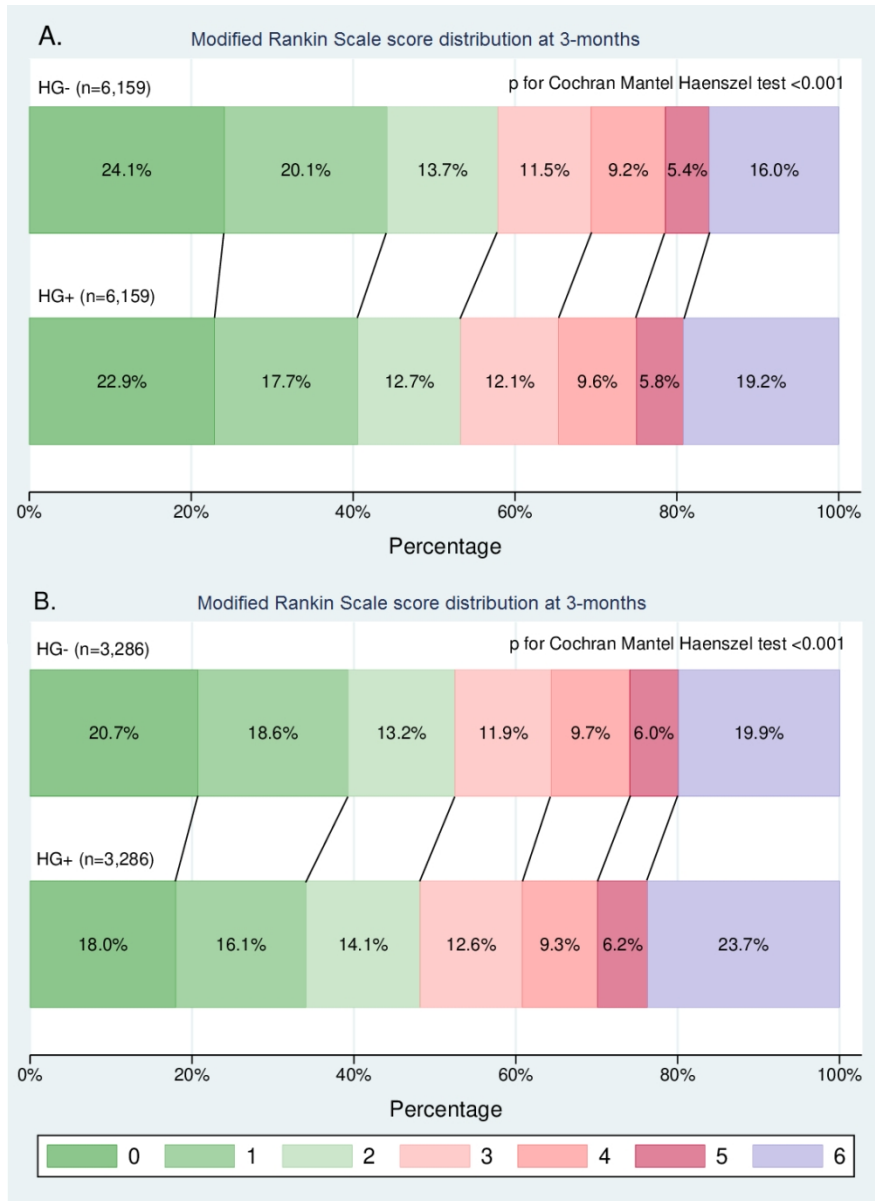 A.
Modified Rankin Scale score distribution at 3-months
HG- (n=6,159)
p for Cochran Mantel Haenszel test <0.001
24.1% 20.1% 13.7% 11.5% 9.2% 5.4% 16.0%
HG+ (n=6,159)
22.9% 17.7% 12.7% 12.1% 9.6% 5.8% 19.2%
0% 20% 40% 60% 80% 100%
Percentage
B.
Modified Rankin Scale score distribution at 3-months
HG- (n=3,286)
p for Cochran Mantel Haenszel test <0.001
20.7% 18.6% 13.2% 11.9% 9.7% 6.0% 19.9%
HG+ (n=3,286)
18.0% 16.1% 14.1% 12.6% 9.3% 6.2% 23.7%
0% 20% 40% 60% 80% 100%
Percentage
0 1 2 3 4 5 6